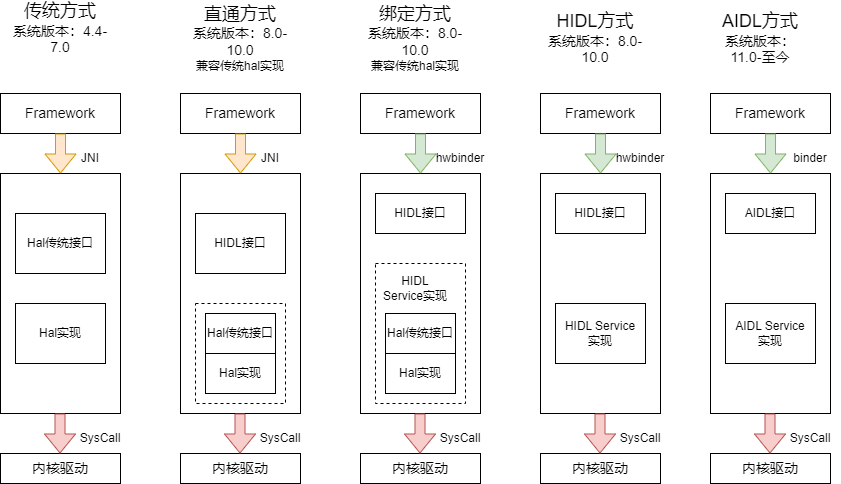 传统方式
系统版本：4.4-
7.0
Framework
JNI
Hal传统接口
Hal实现
SysCall
内核驱动
直通方式
系统版本：8.0-
10.0
兼容传统hal实现
Framework
JNI
HIDL接口
Hal传统接口
Hal实现
SysCall
内核驱动
绑定方式
系统版本：8.0-
10.0
兼容传统hal实现
Framework
hwbinder
HIDL接口
HIDL
Service实现
Hal传统接口
Hal实现
SysCall
内核驱动
HIDL方式
系统版本：8.0-
10.0
Framework
hwbinder
HIDL接口
HIDL Service
实现
SysCall
内核驱动
AIDL方式
系统版本：
11.0-至今
Framework
binder
AIDL接口
AIDL Service
实现
SysCall
内核驱动